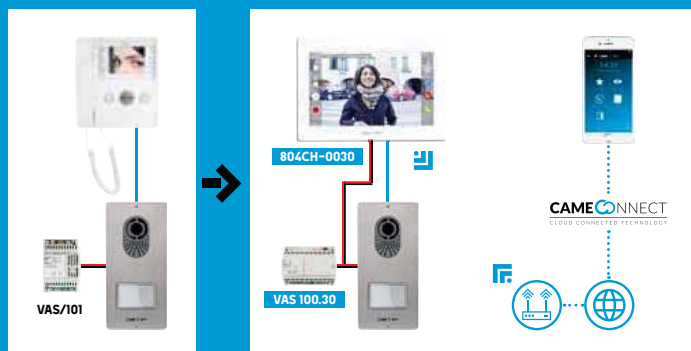 VAS/101
804CH-0030
VAS 100.30
CAMECONNECT
CLOUD CONNECTED TECHNOLOGY